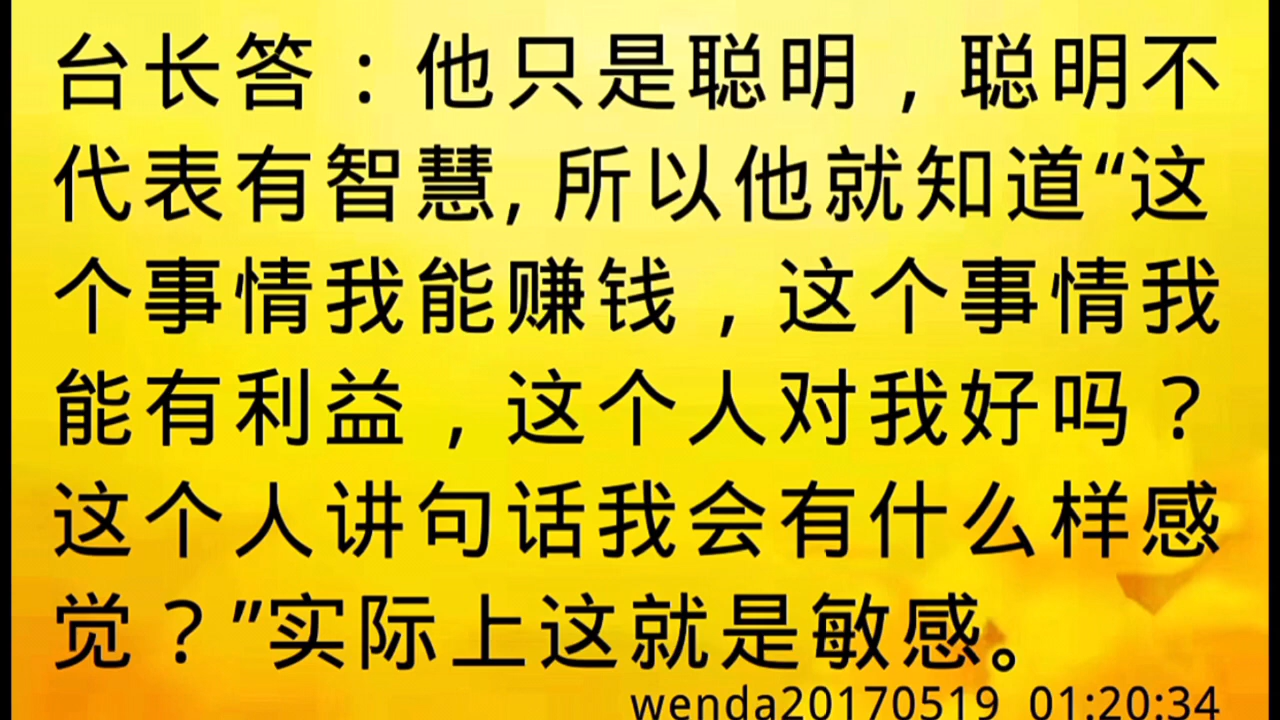 台长答：他只是聪明，聪明不
代表有智慧, 所以他就知道“这
个事情我能赚钱，这个事情我
能有利益，这个人对我好吗？
这个人讲句话我会有什么样感
觉？”实际上这就是敏感。
wenda20170519 01:20:34